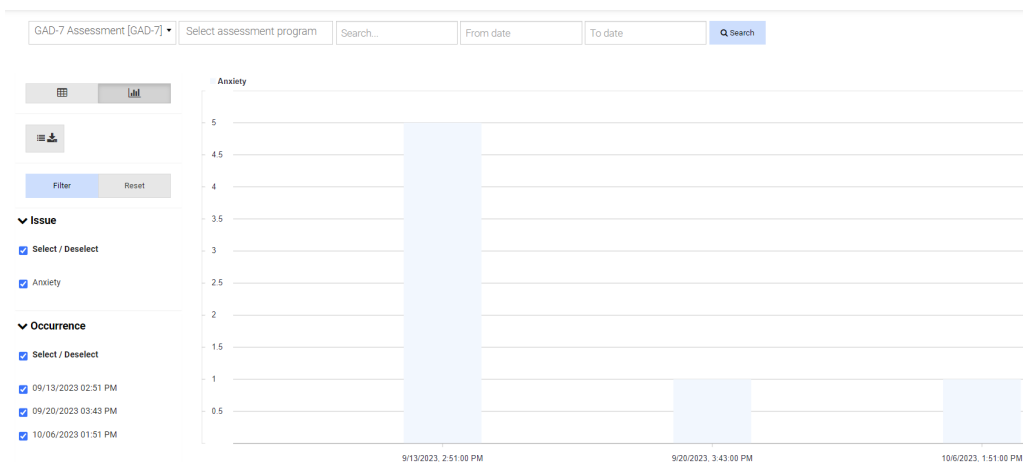 GAD-7 Assessment [GAD-7] Select assessment program Search... From date To date Search
Anxiety
5
4.5
Filter Reset
4
3.5
Issue
3
Select / Deselect
2.5
Anxiety
2
Occurrence
1.5
Select / Deselect
1
09/13/2023 02:51 PM
0.5
09/20/2023 03:43 PM
10/06/2023 01:51 PM
9/13/2023, 2:51:00 PM 9/20/2023, 3:43:00 PM 10/6/2023, 1:51:00 PM